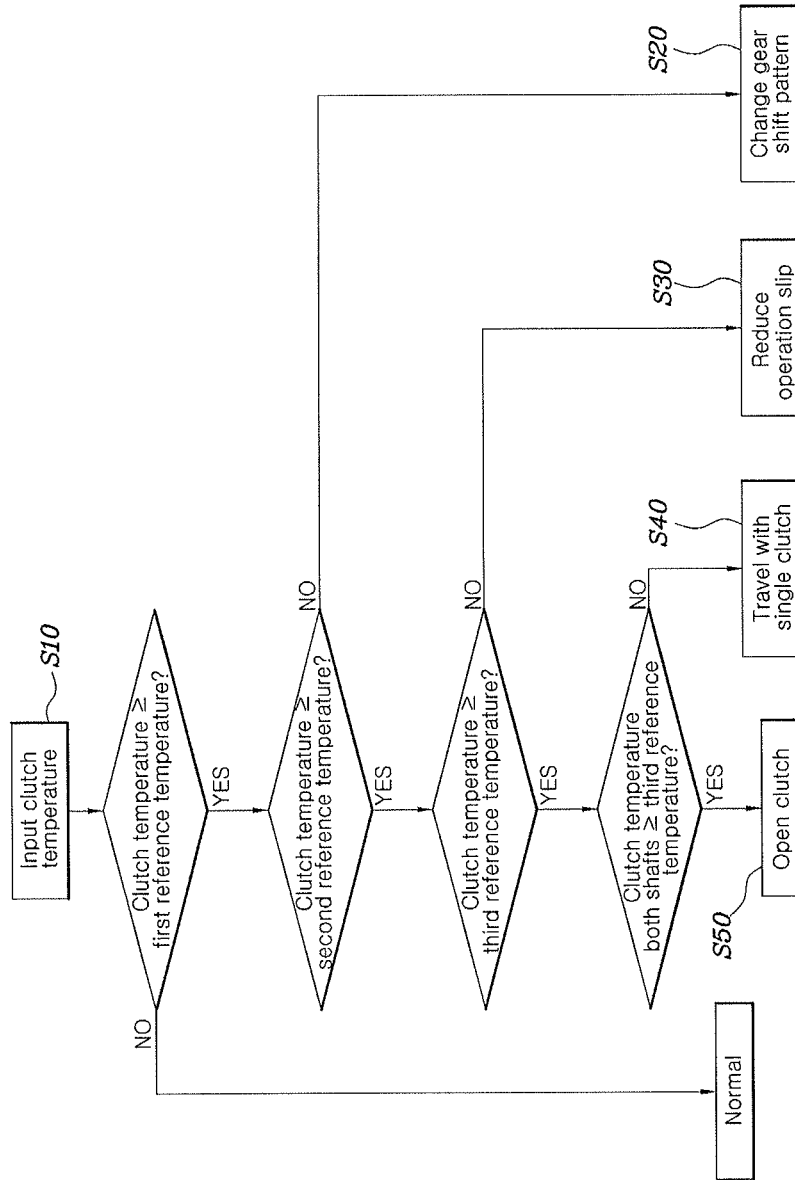 S10
Input clutch
temperature
Clutch temperature ≥
first reference temperature?
NO
YES
Clutch temperature ≥
second reference temperature?
NO
YES
Clutch temperature ≥
third reference temperature?
NO
YES
Clutch temperature
both shafts ≥ third reference
temperature?
NO
YES
Normal
S50
Open clutch
S40
Travel with
single clutch
S30
Reduce
operation slip
S20
Change gear
shift pattern